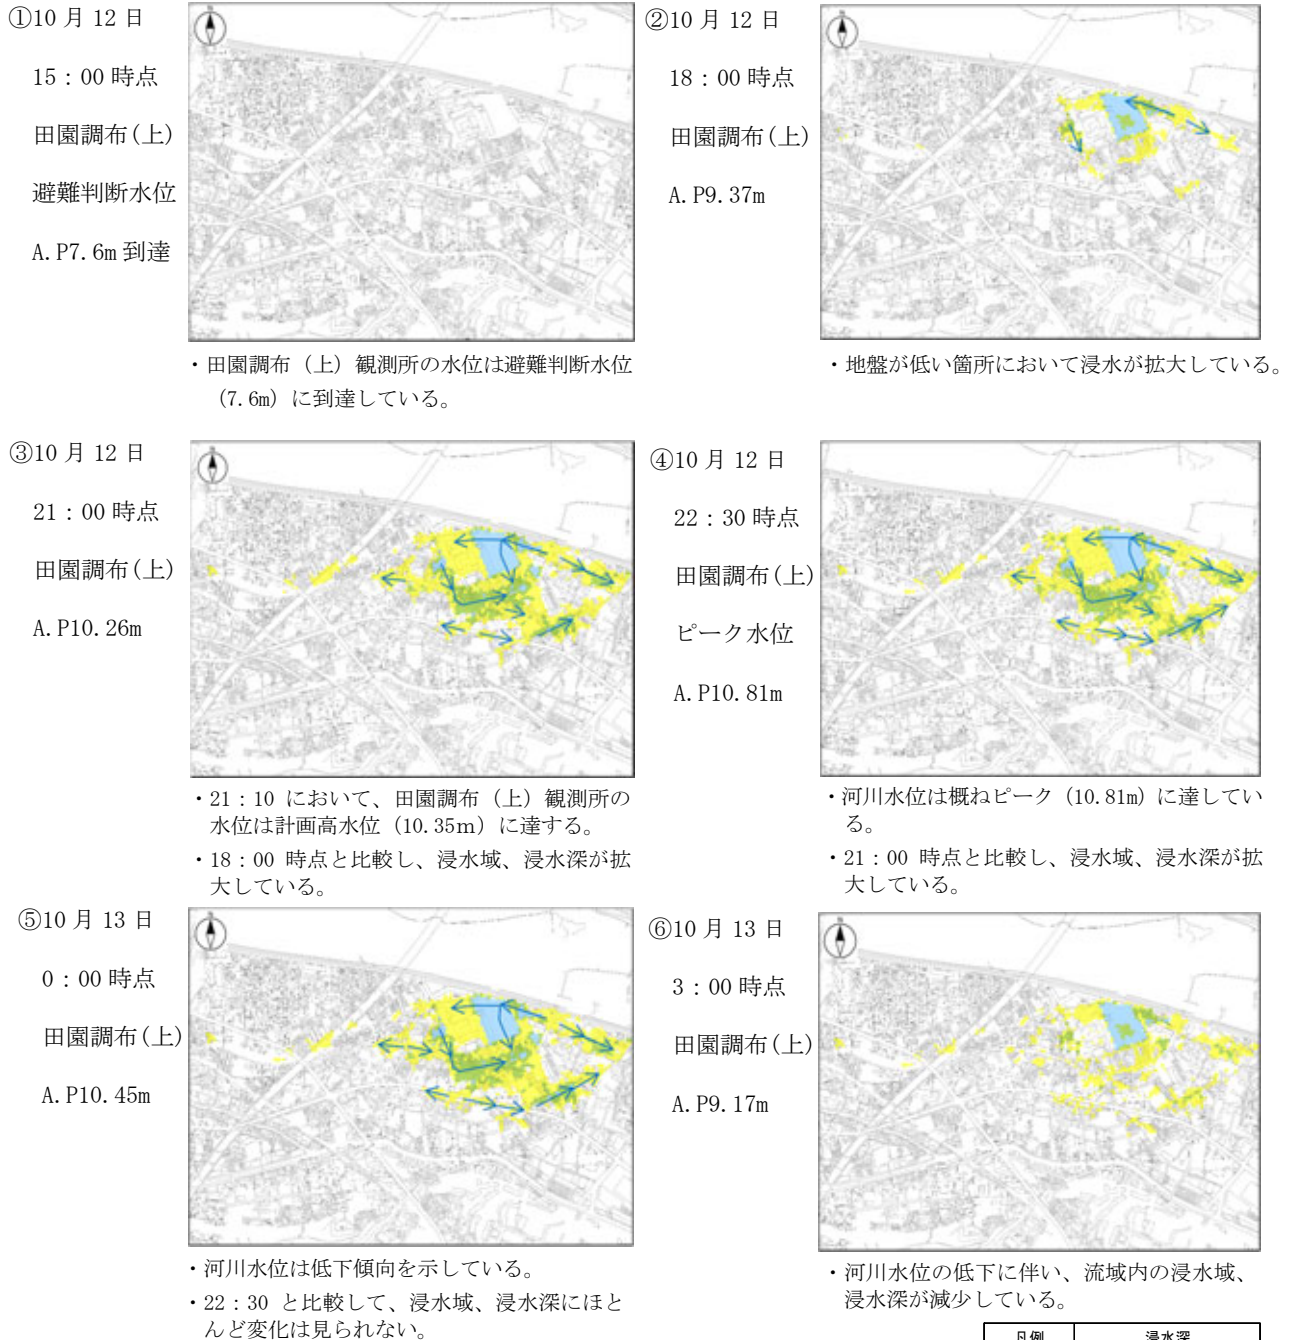 ①10 月 12 日
15：00 時点
田園調布(上)
避難判断水位
A.P7.6m 到達
・田園調布（上）観測所の水位は避難判断水位
（7.6m）に到達している。
②10 月 12 日
18：00 時点
田園調布(上)
A.P9.37m
・地盤が低い箇所において浸水が拡大している。
③10 月 12 日
21：00 時点
田園調布(上)
A.P10.26m
・21：10 において、田園調布（上）観測所の
水位は計画高水位（10.35ｍ）に達する。
・18：00 時点と比較し、浸水域、浸水深が拡
大している。
④10 月 12 日
22：30 時点
田園調布(上)
ピーク水位
A.P10.81m
・河川水位は概ねピーク（10.81m）に達してい
る。
・21：00 時点と比較し、浸水域、浸水深が拡
大している。
⑤10 月 13 日
0：00 時点
田園調布(上)
A.P10.45m
・河川水位は低下傾向を示している。
・22：30 と比較して、浸水域、浸水深にほと
んど変化は見られない。
⑥10 月 13 日
3：00 時点
田園調布(上)
A.P9.17m
・河川水位の低下に伴い、流域内の浸水域、
浸水深が減少している。
凡例 浸水深